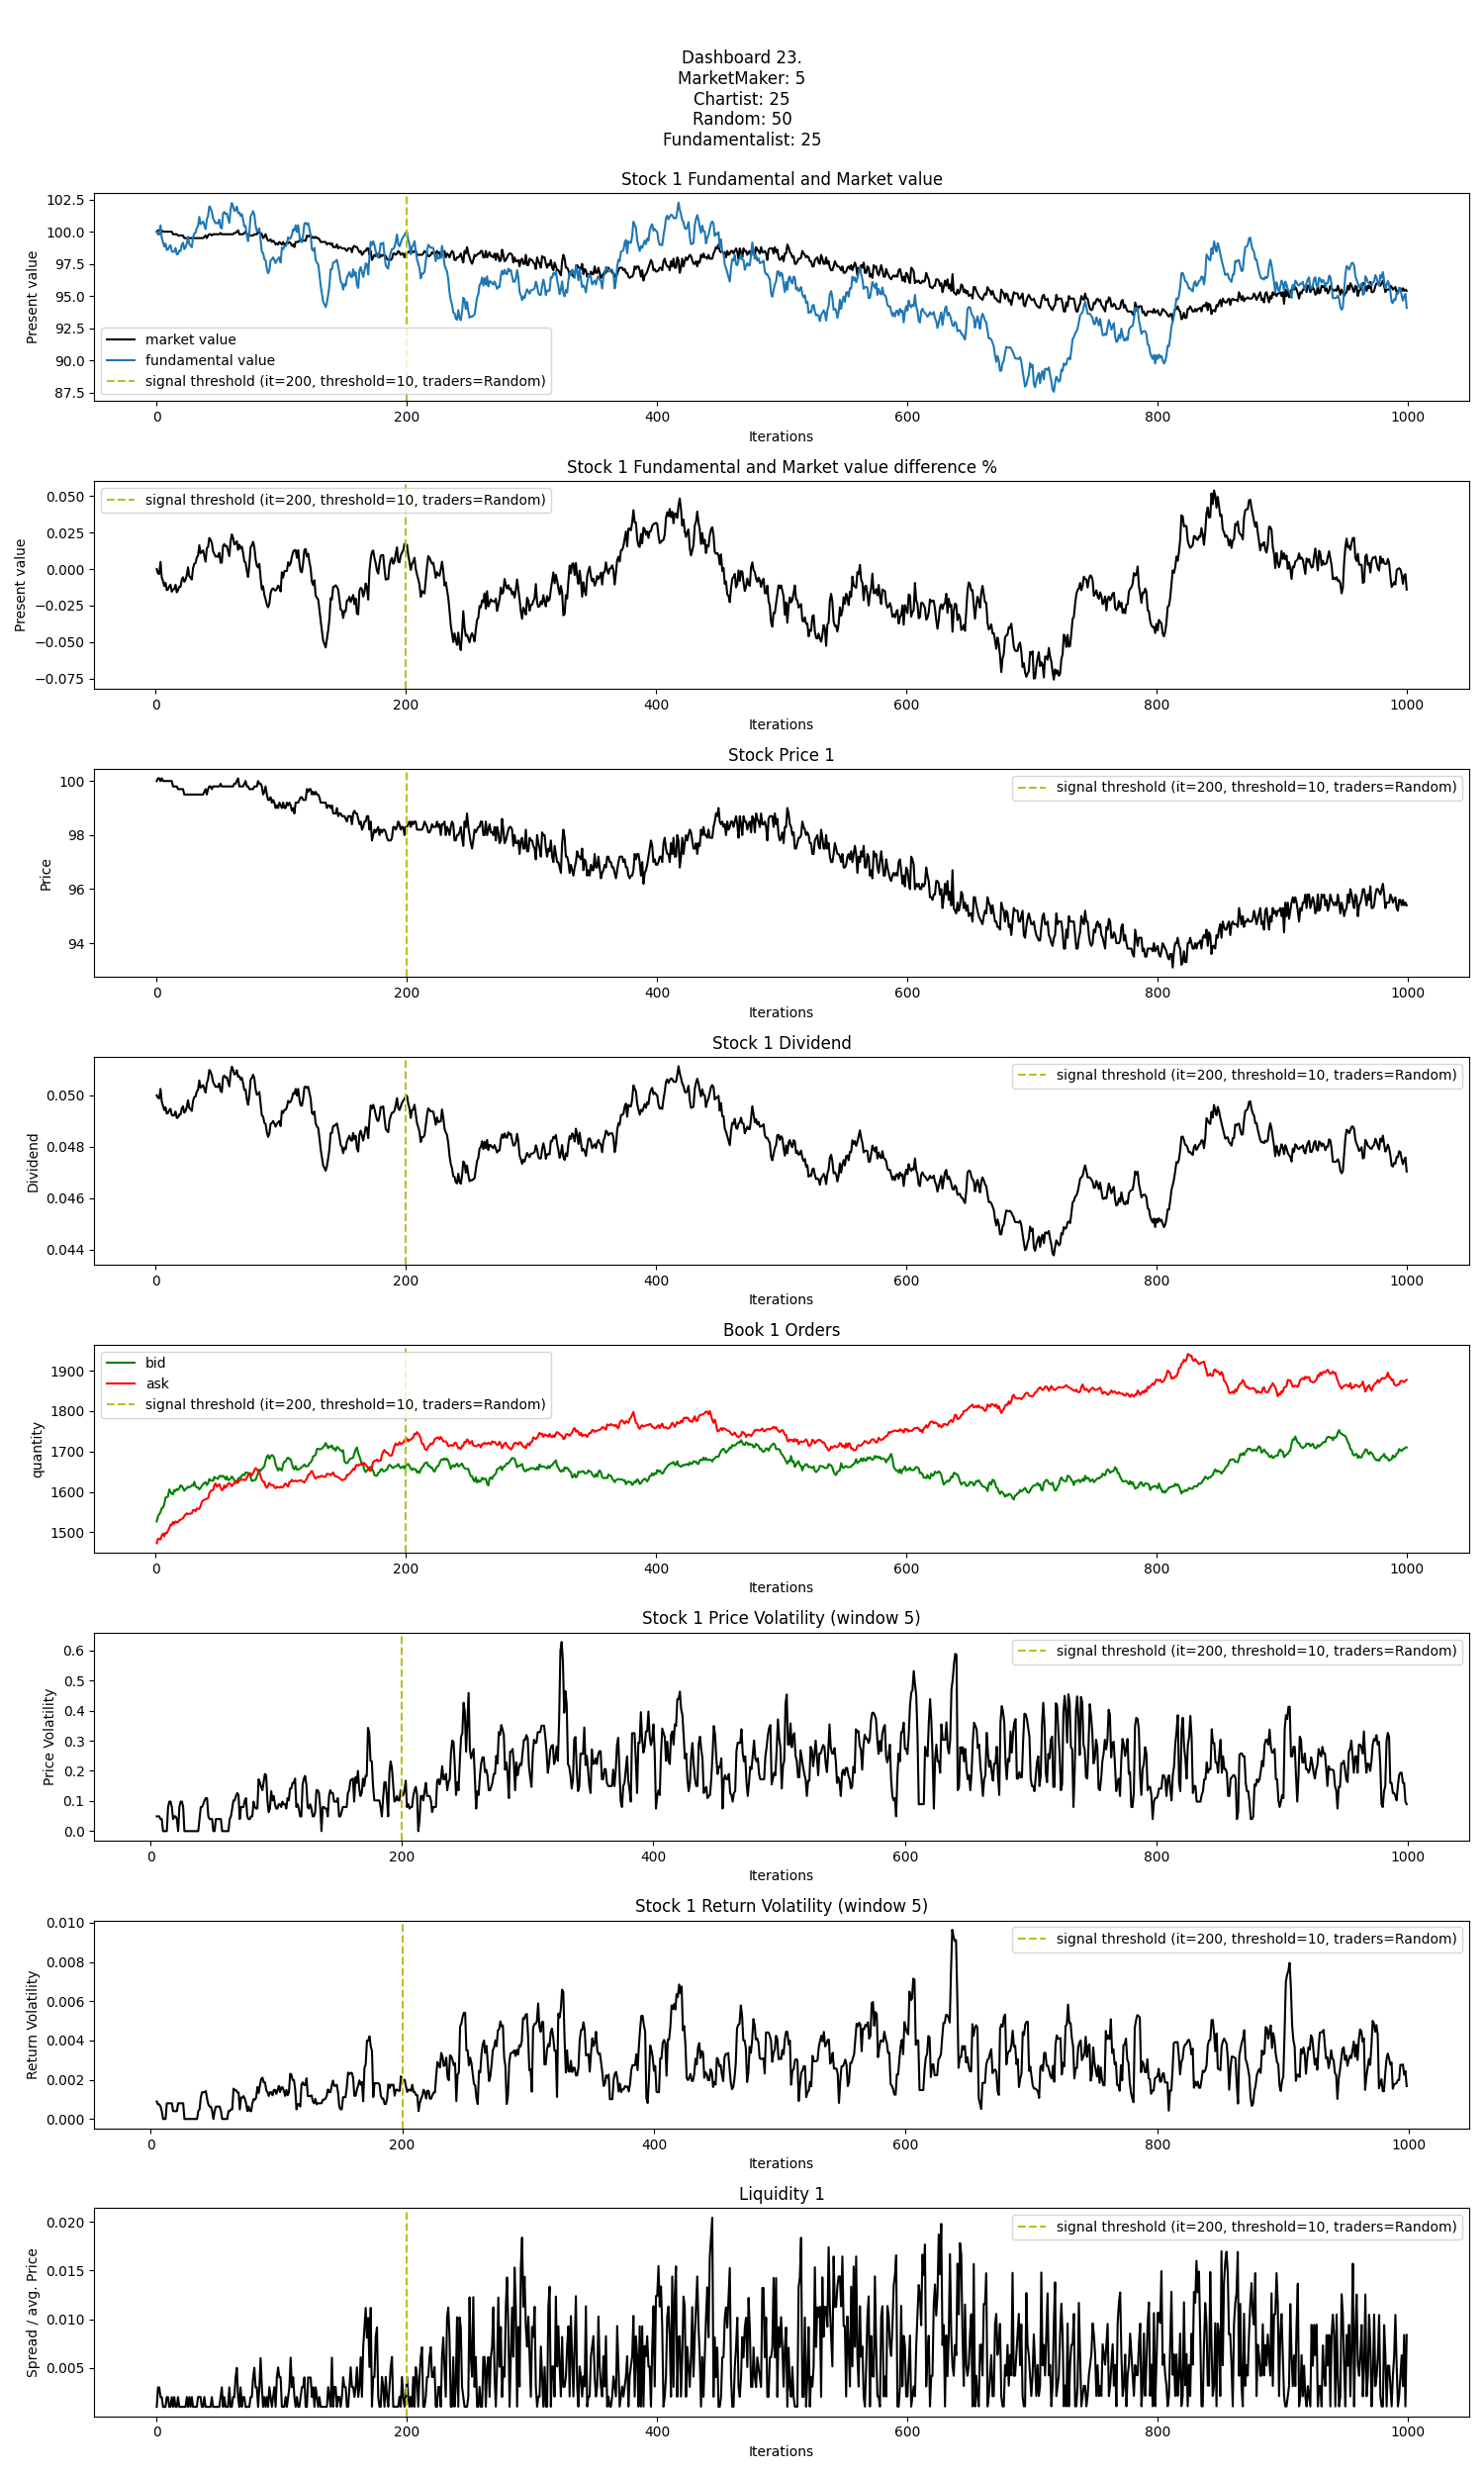 Dashboard 23.
MarketMaker: 5
Chartist: 25
Random: 50
Fundamentalist: 25
Stock 1 Fundamental and Market value
102.5
100.0
97.5
95.0
92.5
90.0
87.5
Present value
market value
fundamental value
signal threshold (it=200, threshold=10, traders=Random)
0 200 400 600 800 1000
Iterations
Stock 1 Fundamental and Market value difference %
0.050
0.025
0.000
−0.025
−0.050
−0.075
Present value
signal threshold (it=200, threshold=10, traders=Random)
0 200 400 600 800 1000
Iterations
Stock Price 1
100
98
96
94
Price
signal threshold (it=200, threshold=10, traders=Random)
0 200 400 600 800 1000
Iterations
Stock 1 Dividend
0.050
0.048
0.046
0.044
Dividend
signal threshold (it=200, threshold=10, traders=Random)
0 200 400 600 800 1000
Iterations
Book 1 Orders
1900
1800
1700
1600
1500
quantity
bid
ask
signal threshold (it=200, threshold=10, traders=Random)
0 200 400 600 800 1000
Iterations
Stock 1 Price Volatility (window 5)
0.6
0.5
0.4
0.3
0.2
0.1
0.0
Price Volatility
signal threshold (it=200, threshold=10, traders=Random)
0 200 400 600 800 1000
Iterations
Stock 1 Return Volatility (window 5)
0.010
0.008
0.006
0.004
0.002
0.000
Return Volatility
signal threshold (it=200, threshold=10, traders=Random)
0 200 400 600 800 1000
Iterations
Liquidity 1
0.020
0.015
0.010
0.005
Spread / avg. Price
signal threshold (it=200, threshold=10, traders=Random)
0 200 400 600 800 1000
Iterations